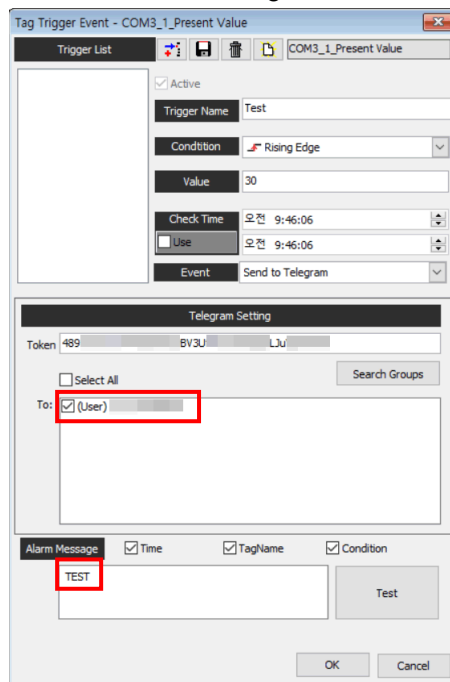 Tag Trigger Event - COM3_1_Present Value
Trigger List
COM3_1_Present Value
Active
Trigger Name Test
Condtition Rising Edge
Value 30
Check Time 오전 9:46:06
Use 오전 9:46:06
Event Send to Telegram
Telegram Setting
Token 489 BV3U LJu
Select All Search Groups
To: (User)
Alarm Message Time TagName Condition
TEST
Test
OK Cancel